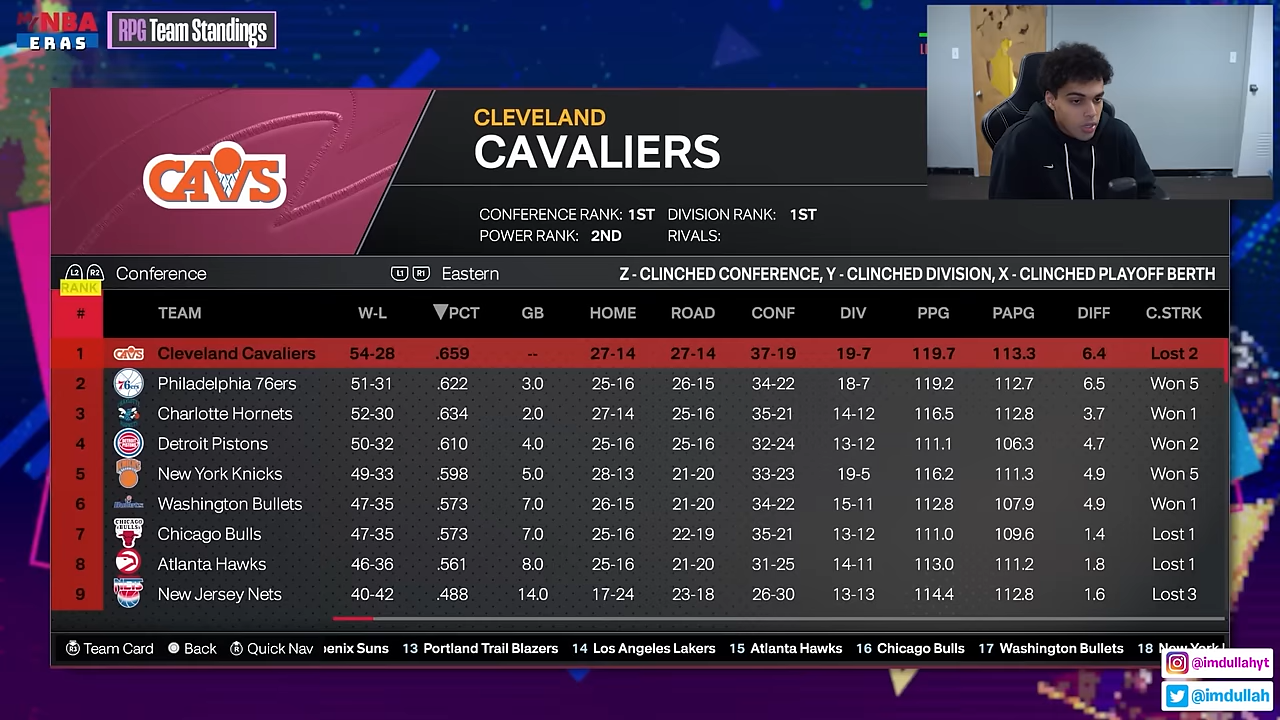 MY NBA
ERAS
RPG Team Standings
CLEVELAND
CAVALIERS
CAVS
CONFERENCE RANK: 1ST DIVISION RANK: 1ST
POWER RANK: 2ND RIVALS:
L2 R2 Conference L1 R1 Eastern Z - CLINCHED CONFERENCE, Y - CLINCHED DIVISION, X - CLINCHED PLAYOFF BERTH
RANK
# TEAM W-L PCT GB HOME ROAD CONF DIV PPG PAPG DIFF C.STRK
1 CAVS Cleveland Cavaliers 54-28 .659 -- 27-14 27-14 37-19 19-7 119.7 113.3 6.4 Lost 2
2 76ers Philadelphia 76ers 51-31 .622 3.0 25-16 26-15 34-22 18-7 119.2 112.7 6.5 Won 5
3 Charlotte Hornets 52-30 .634 2.0 27-14 25-16 35-21 14-12 116.5 112.8 3.7 Won 1
4 Detroit Pistons 50-32 .610 4.0 25-16 25-16 32-24 13-12 111.1 106.3 4.7 Won 2
5 New York Knicks 49-33 .598 5.0 28-13 21-20 33-23 19-5 116.2 111.3 4.9 Won 5
6 Washington Bullets 47-35 .573 7.0 26-15 21-20 34-22 15-11 112.8 107.9 4.9 Won 1
7 CHICAGO BULLS Chicago Bulls 47-35 .573 7.0 25-16 22-19 35-21 13-12 111.0 109.6 1.4 Lost 1
8 Atlanta Hawks 46-36 .561 8.0 25-16 21-20 31-25 14-11 113.0 111.2 1.8 Lost 1
9 New Jersey Nets 40-42 .488 14.0 17-24 23-18 26-30 13-13 114.4 112.8 1.6 Lost 3
R3 Team Card Back R Quick Nav enix Suns 13 Portland Trail Blazers 14 Los Angeles Lakers 15 Atlanta Hawks 16 Chicago Bulls 17 Washington Bullets 18 New York
@imdullahyt
@imdullah